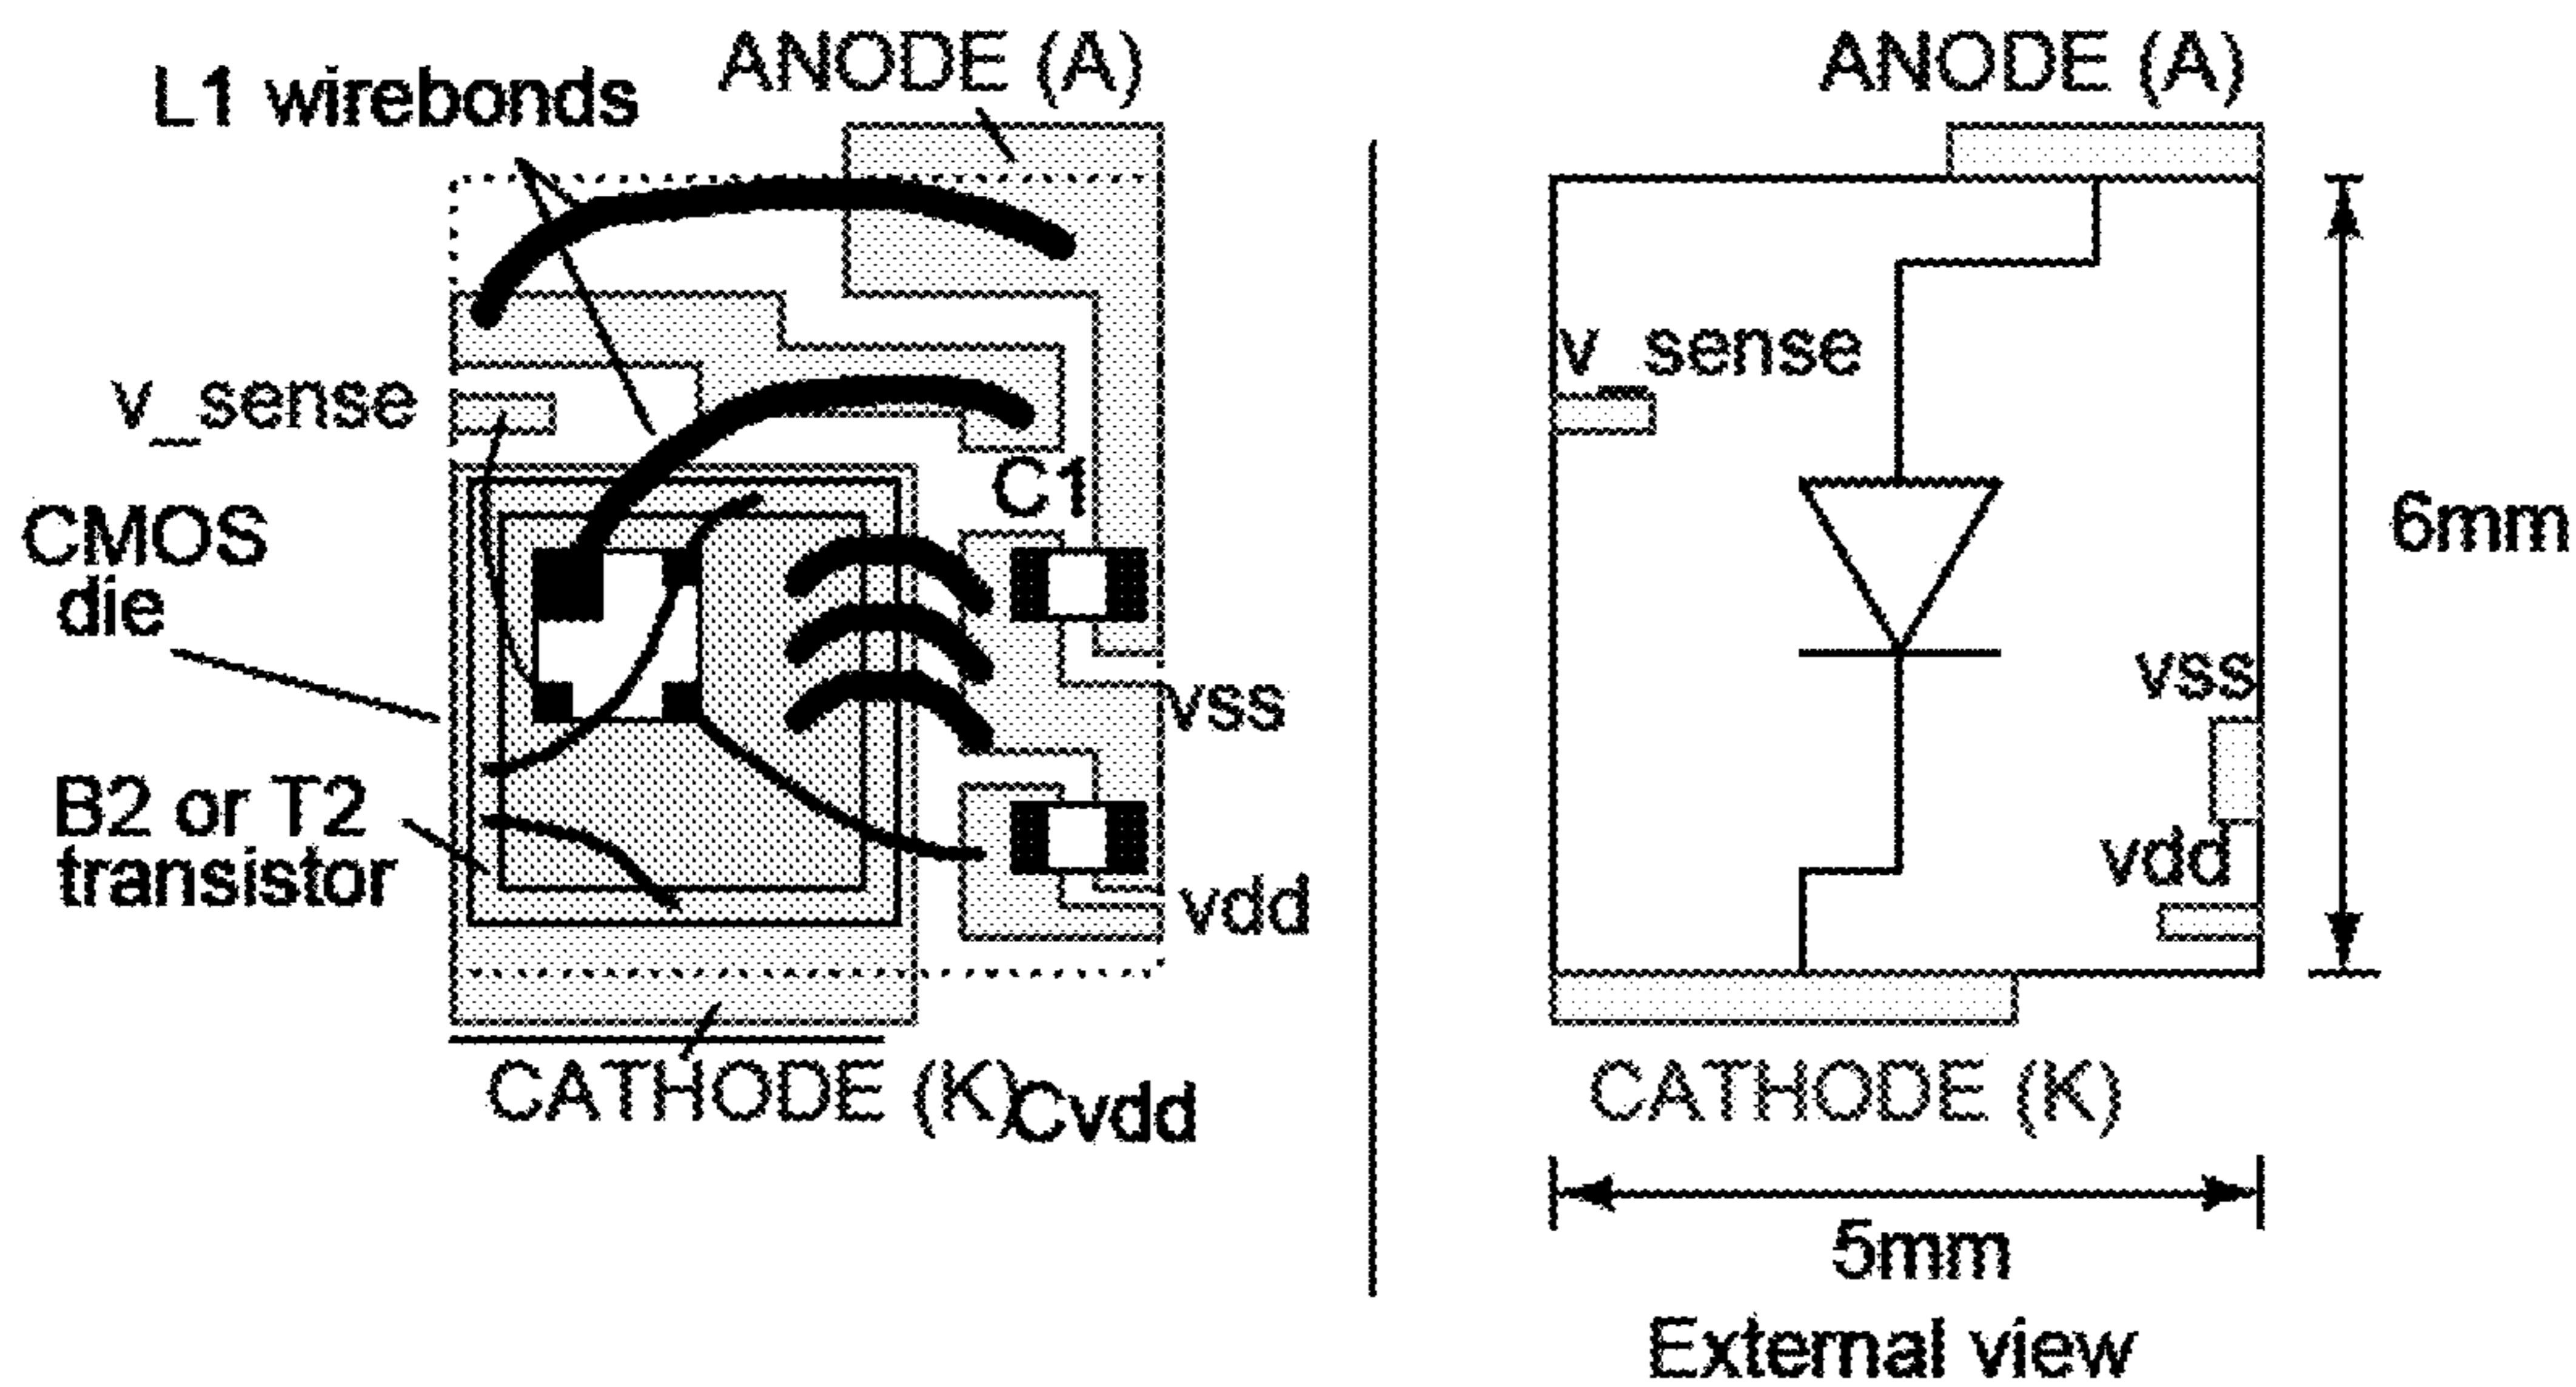 ANODE (A)
L1 wirebonds
v_sense
CMOS
die
C1
vss
B2 or T2
transistor
vdd
CATHODE (K)
Cvdd
ANODE (A)
v_sense
6mm
vss
vdd
CATHODE (K)
5mm
External view